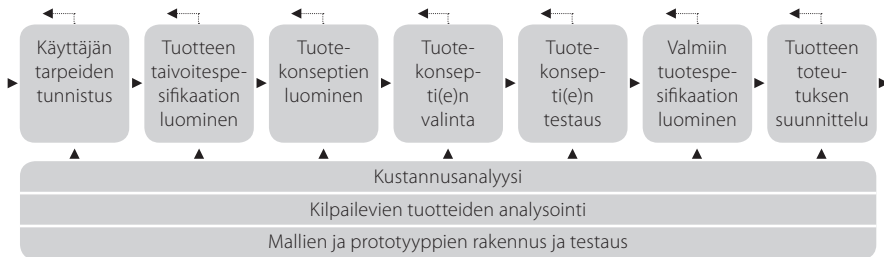 Käyttäjän
tarpeiden
tunnistus
Tuotteen
taivoitespe-
sifikaation
luominen
Tuote-
konseptien
luominen
Tuote-
konsep-
ti(e)n
valinta
Tuote-
konsep-
ti(e)n
testaus
Valmiin
tuotespe-
sifikaation
luominen
Tuotteen
toteu-
tuksen
suunnittelu
Kustannusanalyysi
Kilpailevien tuotteiden analysointi
Mallien ja prototyyppien rakennus ja testaus